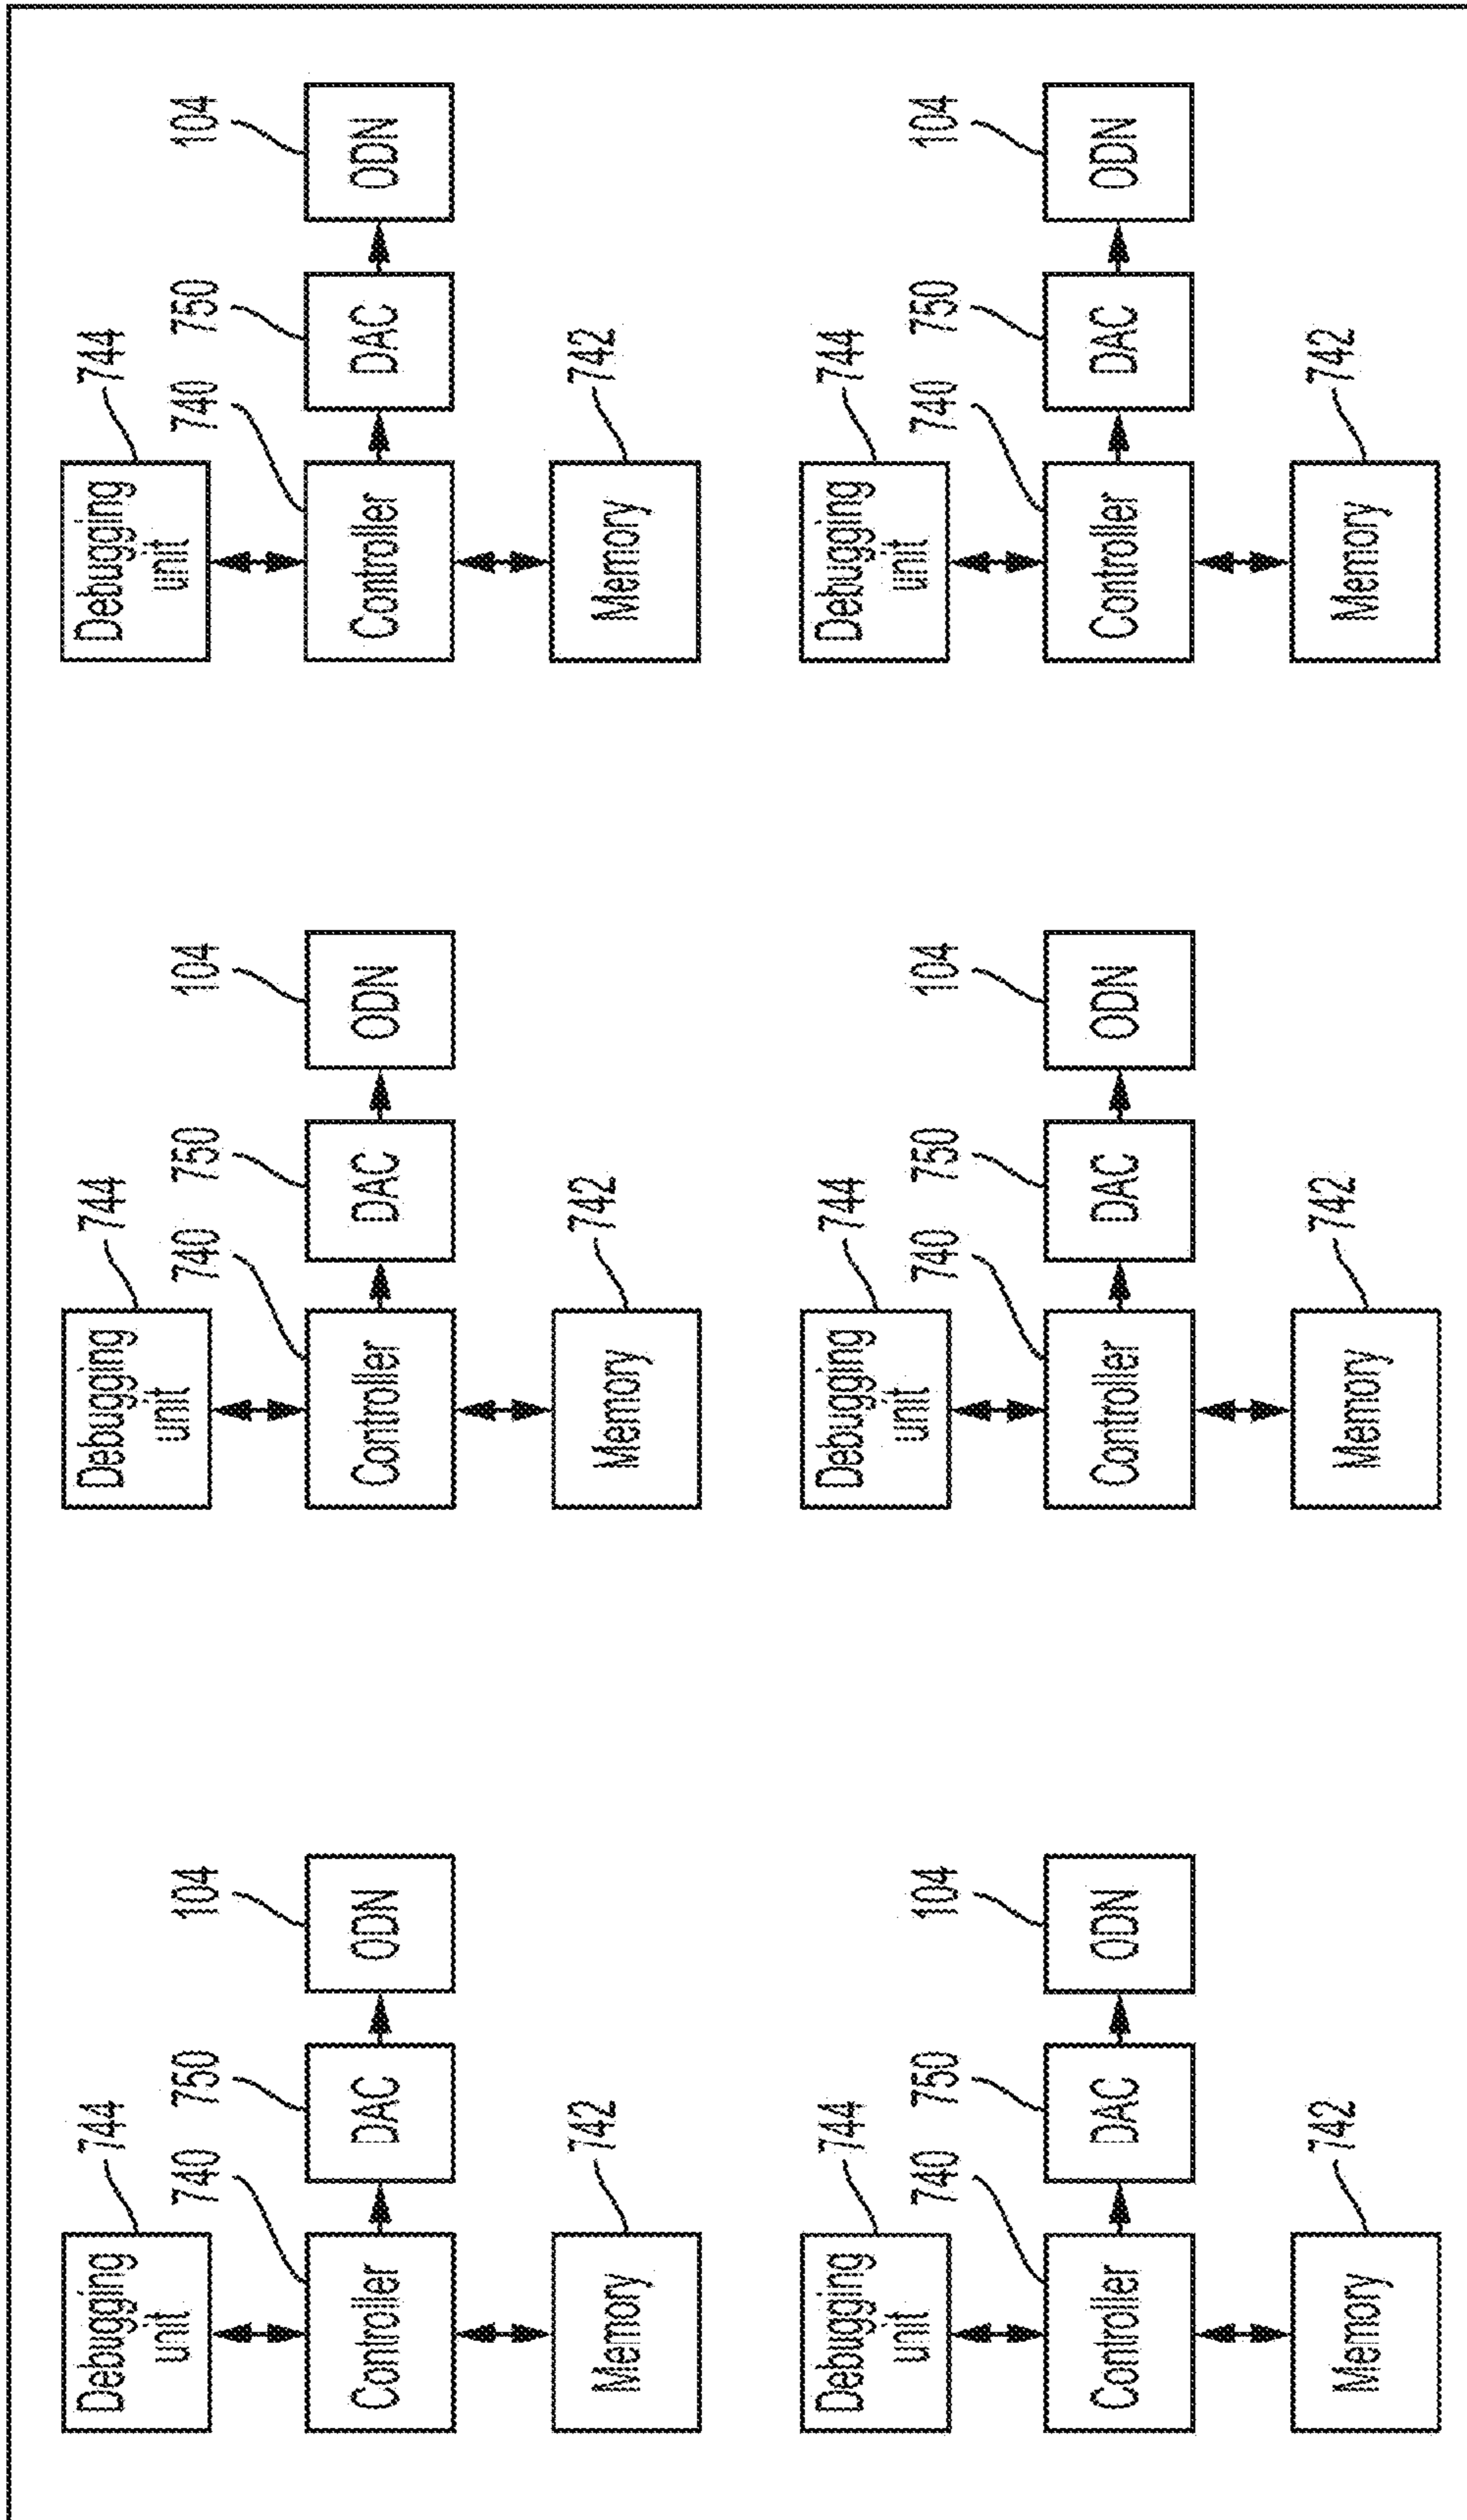 Debugging
unit
744
740
750
104
Controller
DAC
ODN
742
Memory
Debugging
unit
744
740
750
104
Controller
DAC
ODN
742
Memory
Debugging
unit
744
740
750
104
Controller
DAC
ODN
742
Memory
Debugging
unit
744
740
750
104
Controller
DAC
ODN
742
Memory
Debugging
unit
744
740
750
104
Controller
DAC
ODN
742
Memory
Debugging
unit
744
740
750
104
Controller
DAC
ODN
742
Memory